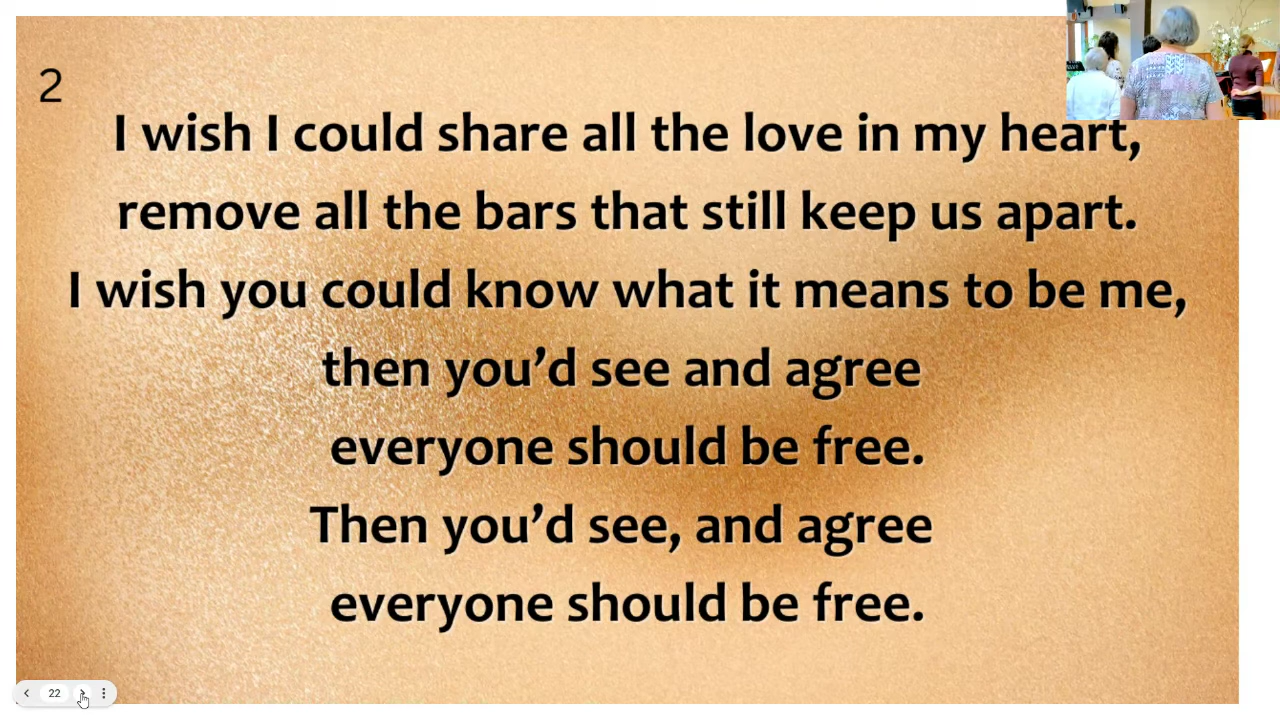 2
I wish I could share all the love in my heart,
remove all the bars that still keep us apart.
I wish you could know what it means to be me,
then you’d see and agree
everyone should be free.
Then you’d see, and agree
everyone should be free.
22